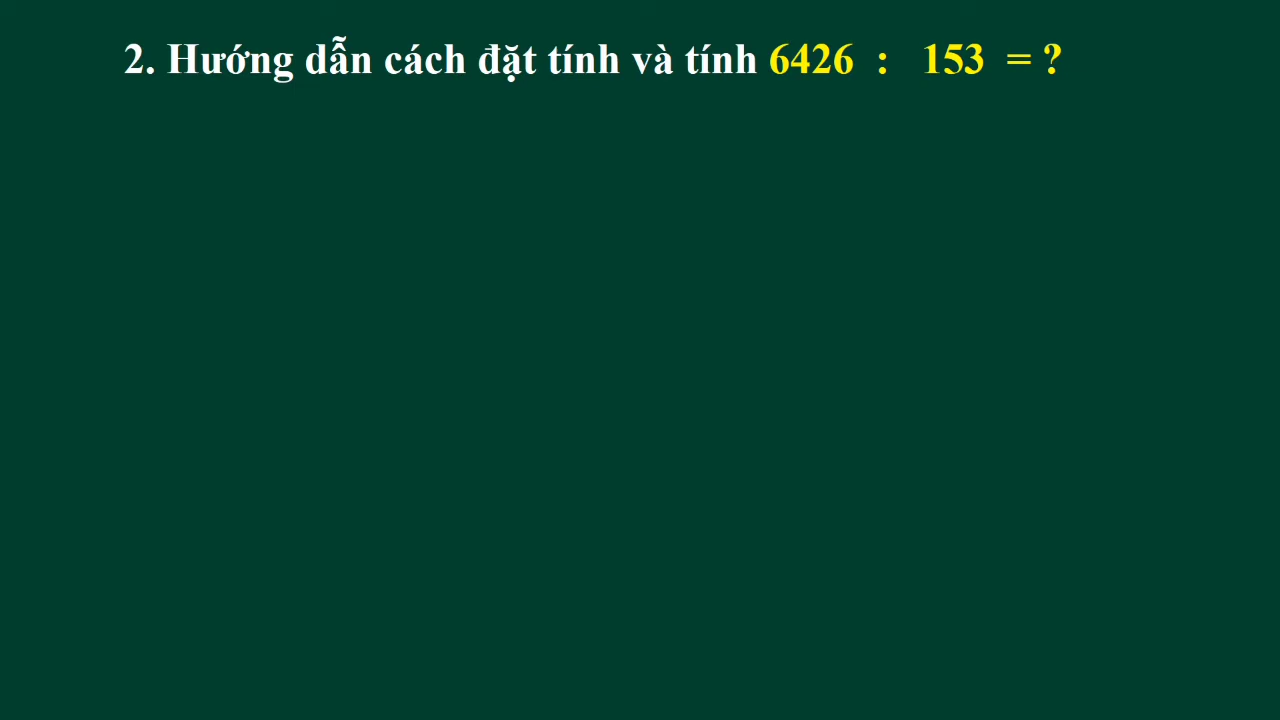 2. Hướng dẫn cách đặt tính và tính 6426 : 153 = ?